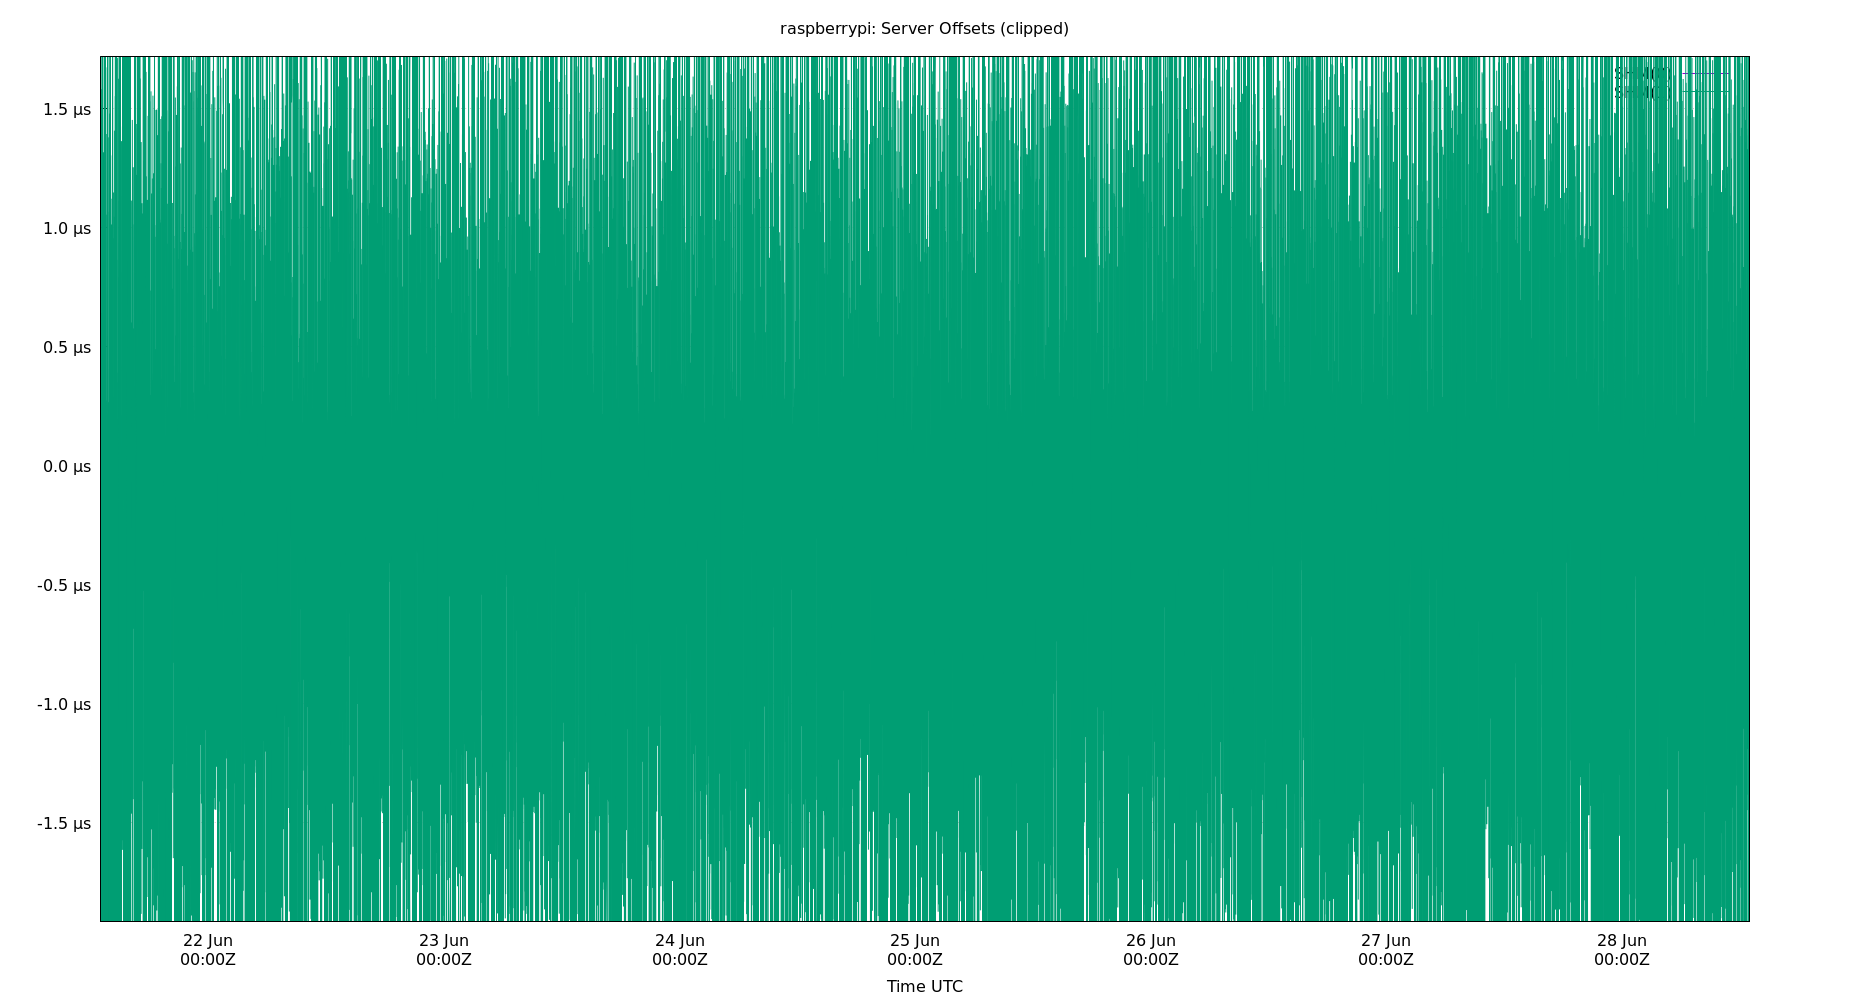 raspberrypi: Server Offsets (clipped)
1.5 µs
1.0 µs
0.5 µs
0.0 µs
-0.5 µs
-1.0 µs
-1.5 µs
22 Jun
00:00Z
23 Jun
00:00Z
24 Jun
00:00Z
25 Jun
00:00Z
26 Jun
00:00Z
27 Jun
00:00Z
28 Jun
00:00Z
Time UTC